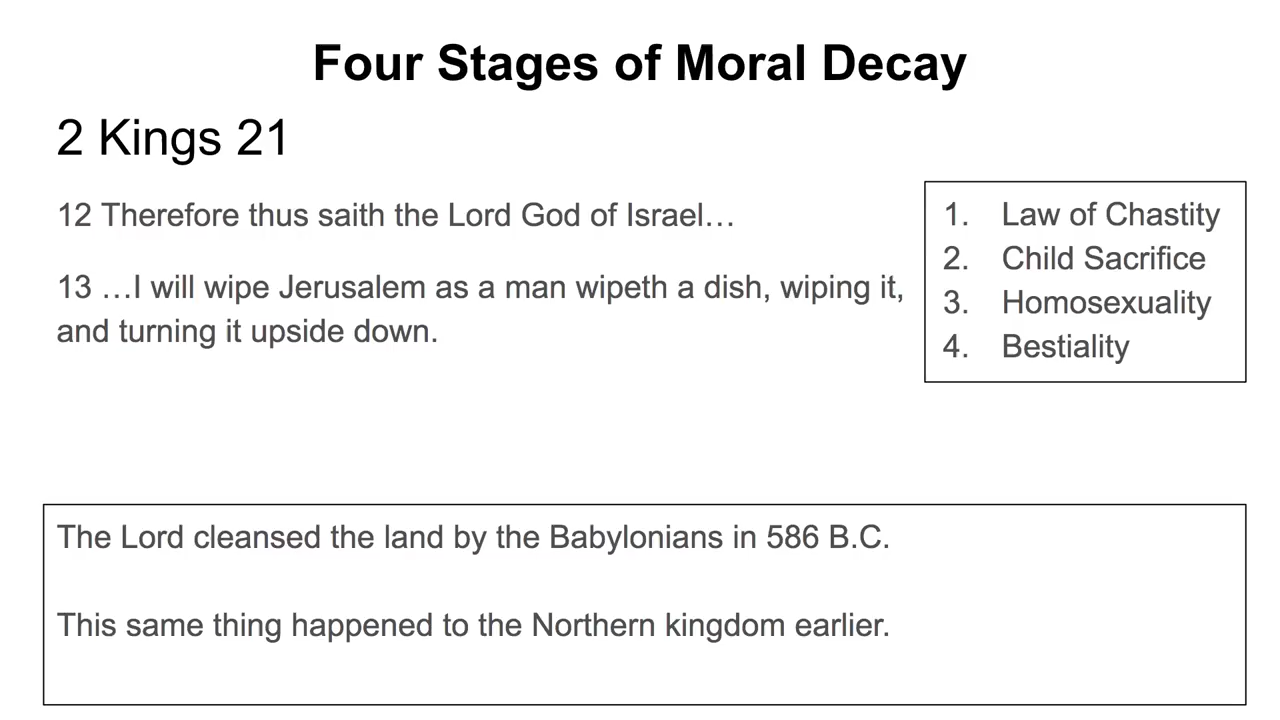 Four Stages of Moral Decay
2 Kings 21
12 Therefore thus saith the Lord God of Israel…
13 …I will wipe Jerusalem as a man wipeth a dish, wiping it,
and turning it upside down.
1. Law of Chastity
2. Child Sacrifice
3. Homosexuality
4. Bestiality
The Lord cleansed the land by the Babylonians in 586 B.C.
This same thing happened to the Northern kingdom earlier.